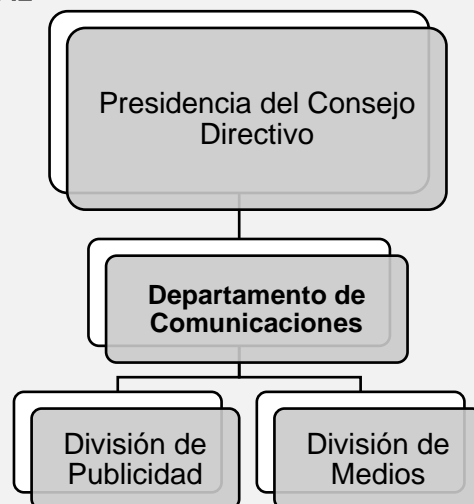 Presidencia del Consejo
Directivo
Departamento de
Comunicaciones
División de
Publicidad
División de
Medios